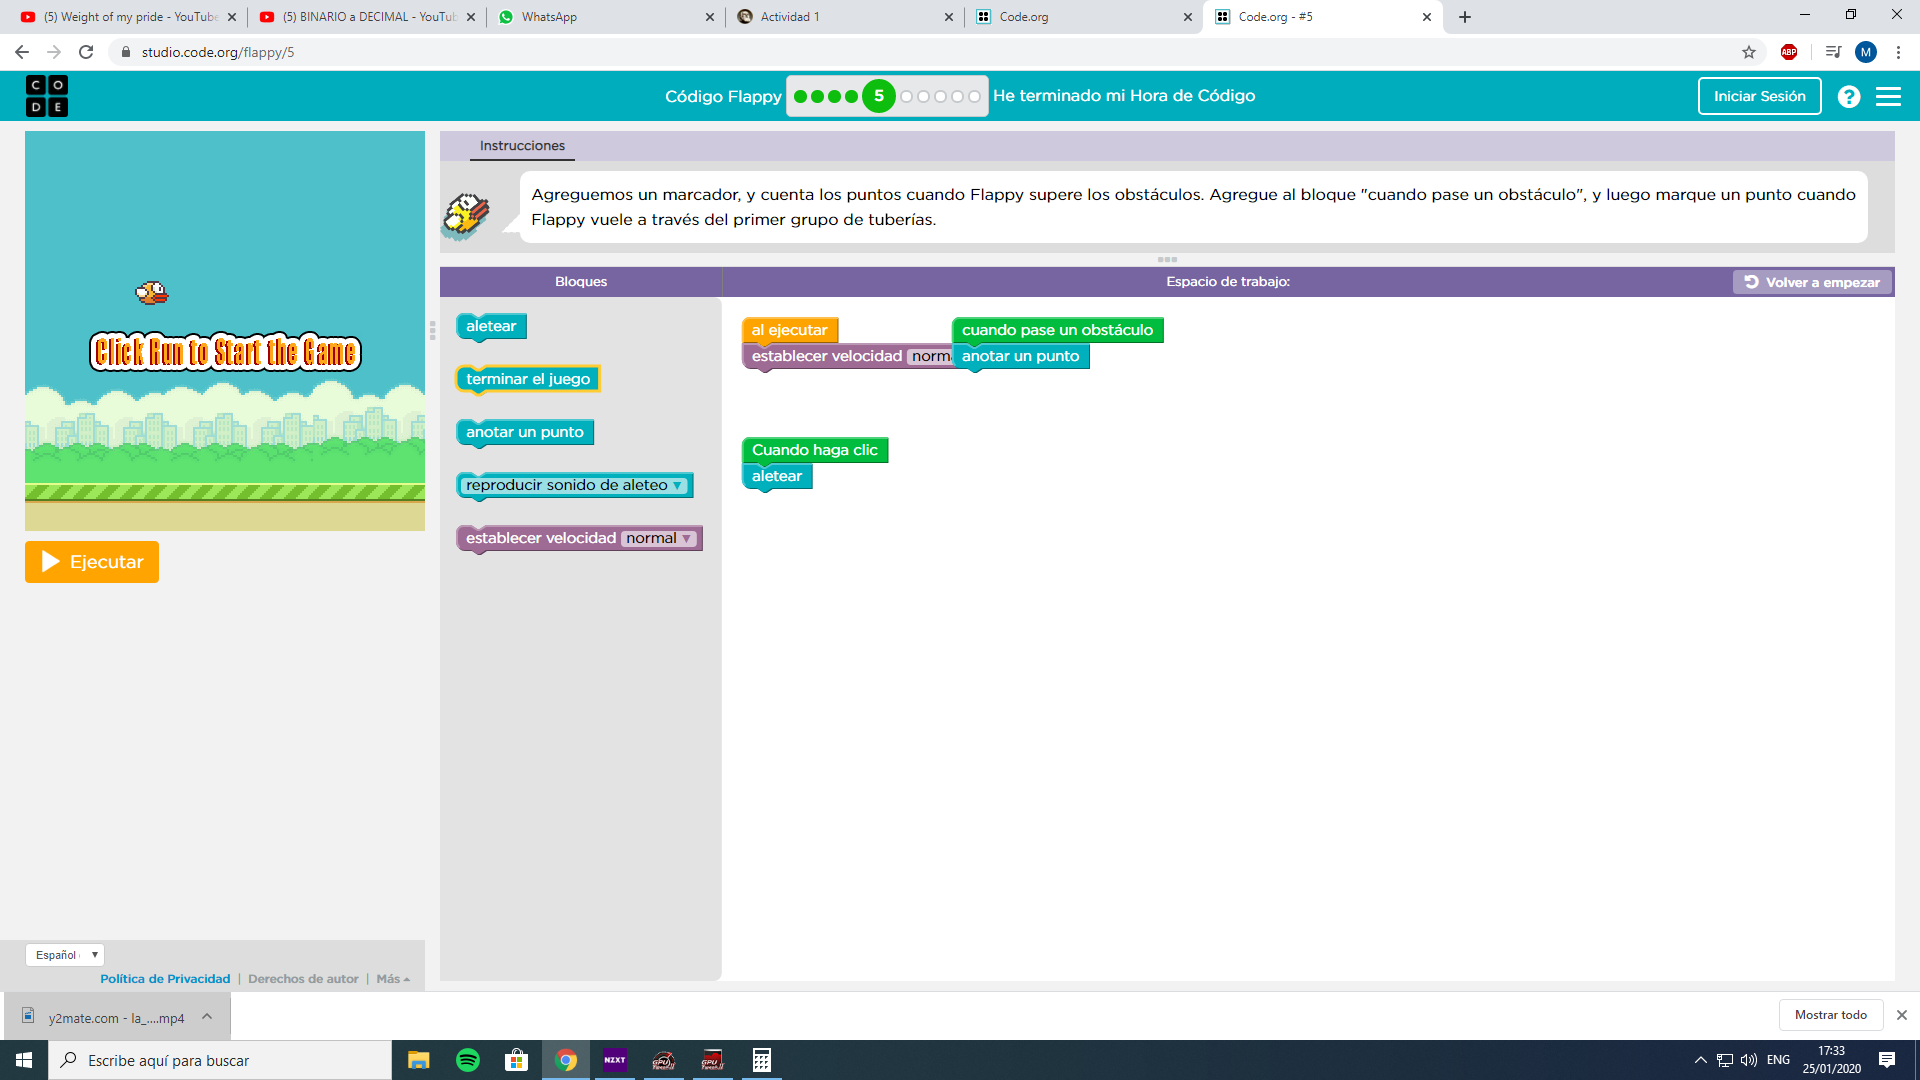 (5) Weight of my pride - YouTube
(5) BINARIO a DECIMAL - YouTub
WhatsApp
Actividad 1
Code.org
Code.org - #5
studio.code.org/flappy/5
ABP
M
C O
D E
Código Flappy
5
He terminado mi Hora de Código
Iniciar Sesión
?
Instrucciones
Agreguemos un marcador, y cuenta los puntos cuando Flappy supere los obstáculos. Agregue al bloque "cuando pase un obstáculo", y luego marque un punto cuando
Flappy vuele a través del primer grupo de tuberías.
Bloques
Espacio de trabajo:
Volver a empezar
Click Run to Start the Game
aletear
terminar el juego
anotar un punto
reproducir sonido de aleteo
establecer velocidad normal
al ejecutar
establecer velocidad norm
cuando pase un obstáculo
anotar un punto
Cuando haga clic
aletear
Ejecutar
Español
Política de Privacidad | Derechos de autor | Más
y2mate.com - la_....mp4
Mostrar todo
Escribe aquí para buscar
NZXT
GPU
GPU
ENG
17:33
25/01/2020